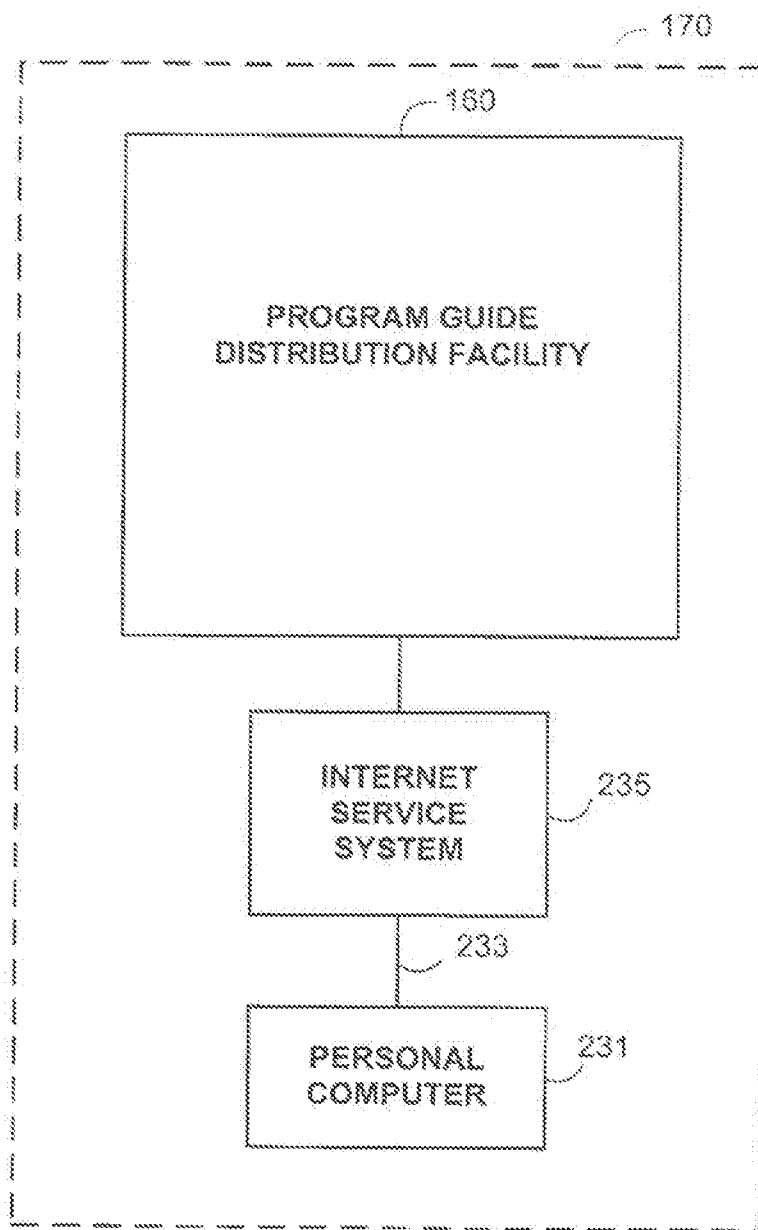 170
160
PROGRAM GUIDE
DISTRIBUTION FACILITY
INTERNET
SERVICE
SYSTEM
235
233
PERSONAL
COMPUTER
231